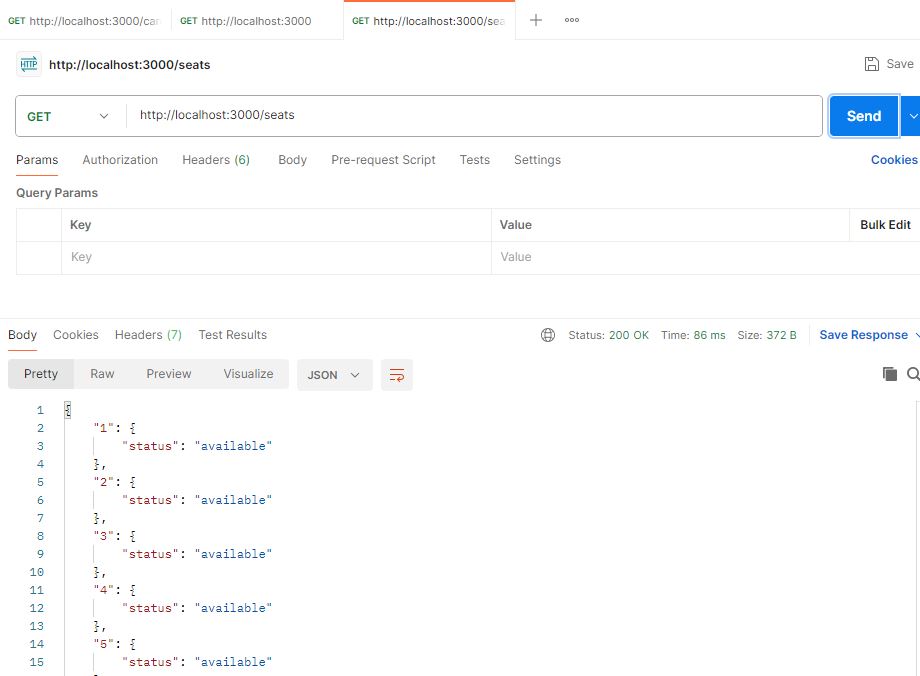 GET http://localhost:3000/car GET http://localhost:3000 GET http://localhost:3000/sea
HTTP http://localhost:3000/seats Save
GET http://localhost:3000/seats Send
Params Authorization Headers (6) Body Pre-request Script Tests Settings Cookies
Query Params
Key Value Bulk Edit
Key Value
Body Cookies Headers (7) Test Results Status: 200 OK Time: 86 ms Size: 372 B Save Response
Pretty Raw Preview Visualize JSON
1 {
2 "1": {
3 "status": "available"
4 },
5 "2": {
6 "status": "available"
7 },
8 "3": {
9 "status": "available"
10 },
11 "4": {
12 "status": "available"
13 },
14 "5": {
15 "status": "available"